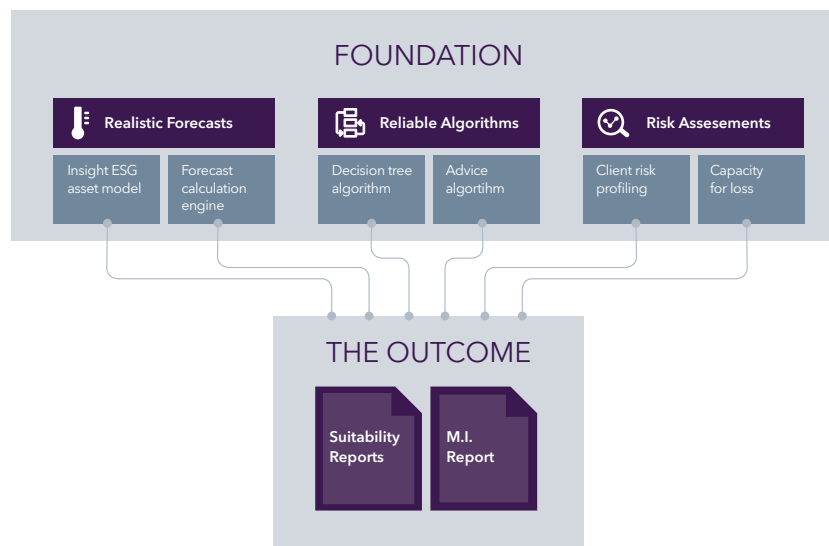 FOUNDATION
Realistic Forecasts
Reliable Algorithms
Risk Assesements
Insight ESG
asset model
Forecast
calculation
engine
Decision tree
algorithm
Advice
algortihm
Client risk
profiling
Capacity
for loss
THE OUTCOME
Suitability
Reports
M.I.
Report